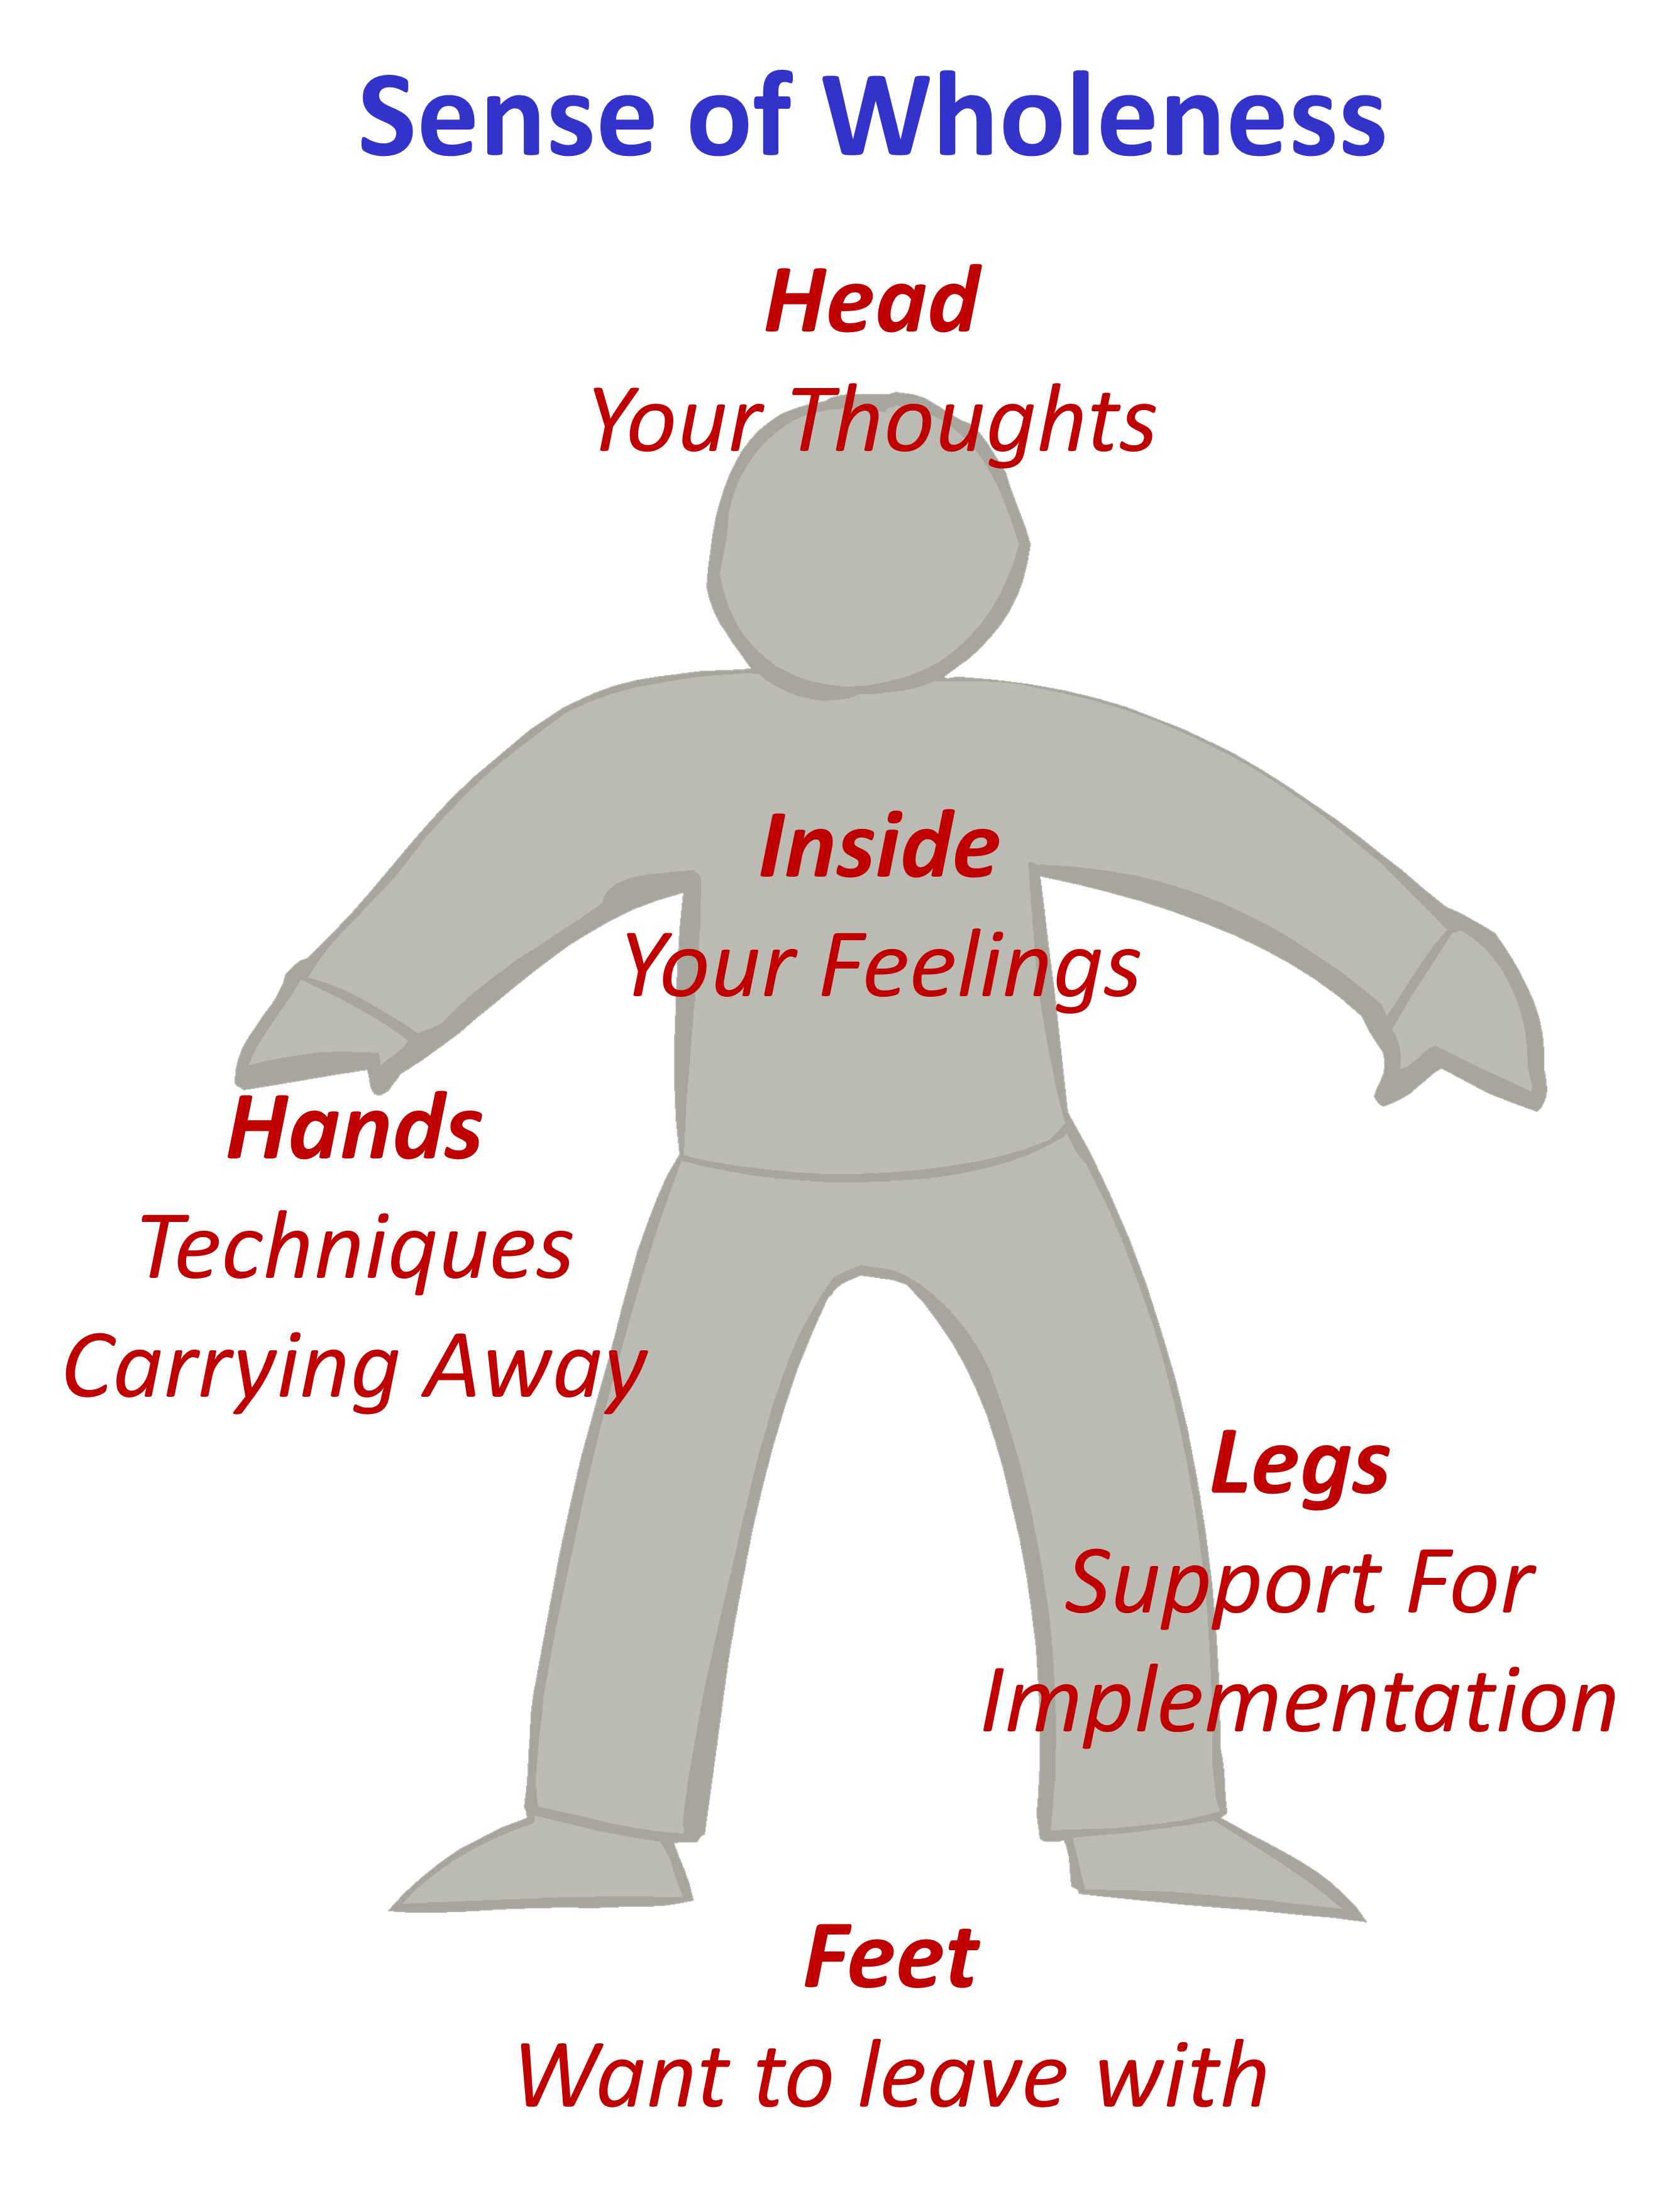 Sense of Wholeness
Head
Your Thoughts
Inside
Your Feelings
Hands
Techniques
Carrying Away
Legs
Support For
Implementation
Feet
Want to leave with